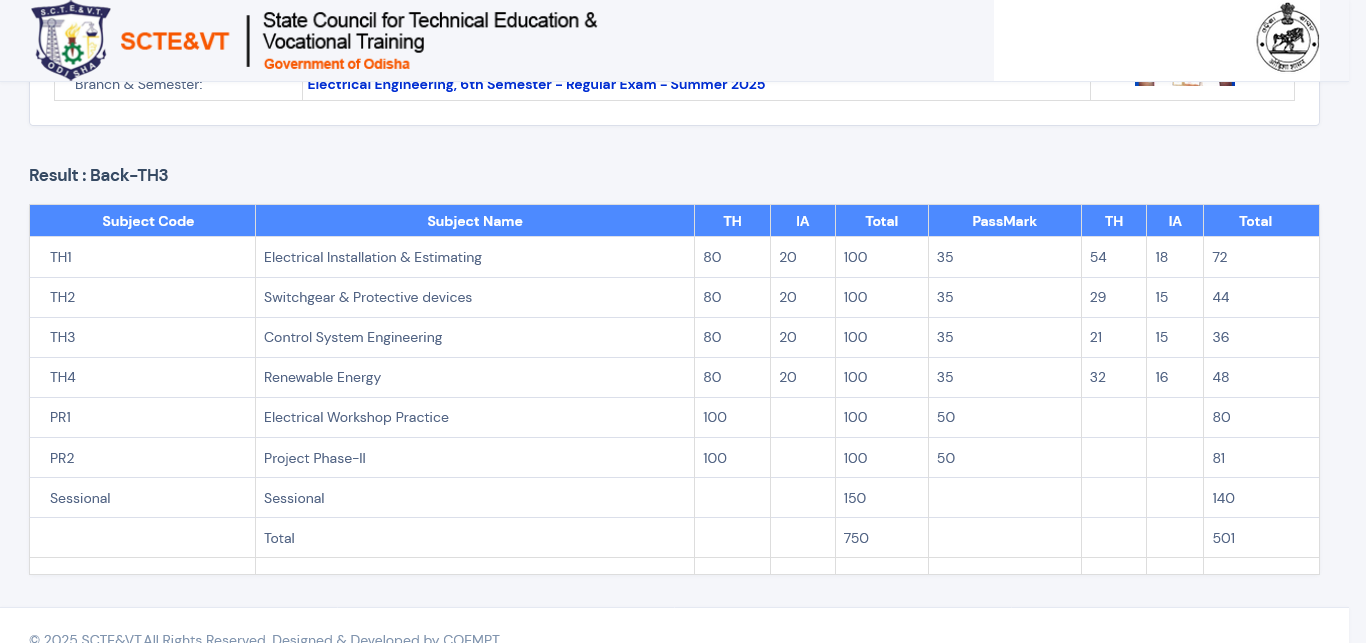 S.C.T.E.&V.T.
ODISHA
SCTE&VT
State Council for Technical Education &
Vocational Training
Government of Odisha
Branch & Semester: Electrical Engineering, 6th Semester - Regular Exam - Summer 2025
Result : Back-TH3
Subject Code Subject Name TH IA Total PassMark TH IA Total
TH1 Electrical Installation & Estimating 80 20 100 35 54 18 72
TH2 Switchgear & Protective devices 80 20 100 35 29 15 44
TH3 Control System Engineering 80 20 100 35 21 15 36
TH4 Renewable Energy 80 20 100 35 32 16 48
PR1 Electrical Workshop Practice 100 100 50 80
PR2 Project Phase-II 100 100 50 81
Sessional Sessional 150 140
Total 750 501
© 2025 SCTE&VT.All Rights Reserved. Designed & Developed by COEMPT